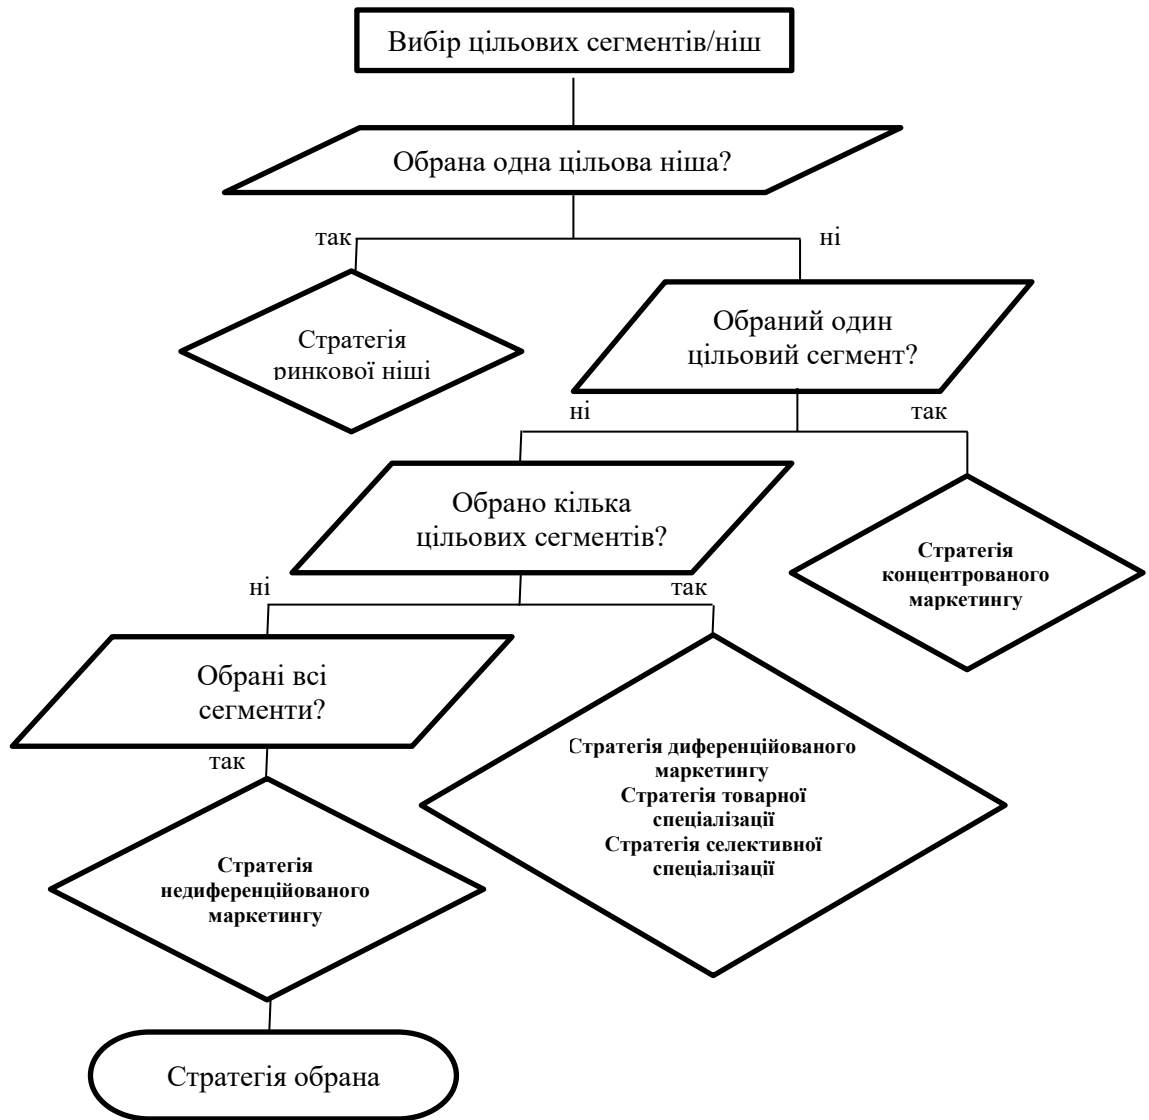 Вибір цільових сегментів/ніш
Обрана одна цільова ніша?
так
ні
Стратегія
ринкової ніші
Обраний один
цільовий сегмент?
ні
так
Обрано кілька
цільових сегментів?
Стратегія
концентрованого
маркетингу
ні
так
Обрані всі
сегменти?
так
Стратегія диференційованого
маркетингу
Стратегія товарної
спеціалізації
Стратегія селективної
спеціалізації
Стратегія
недиференційованого
маркетингу
Стратегія обрана